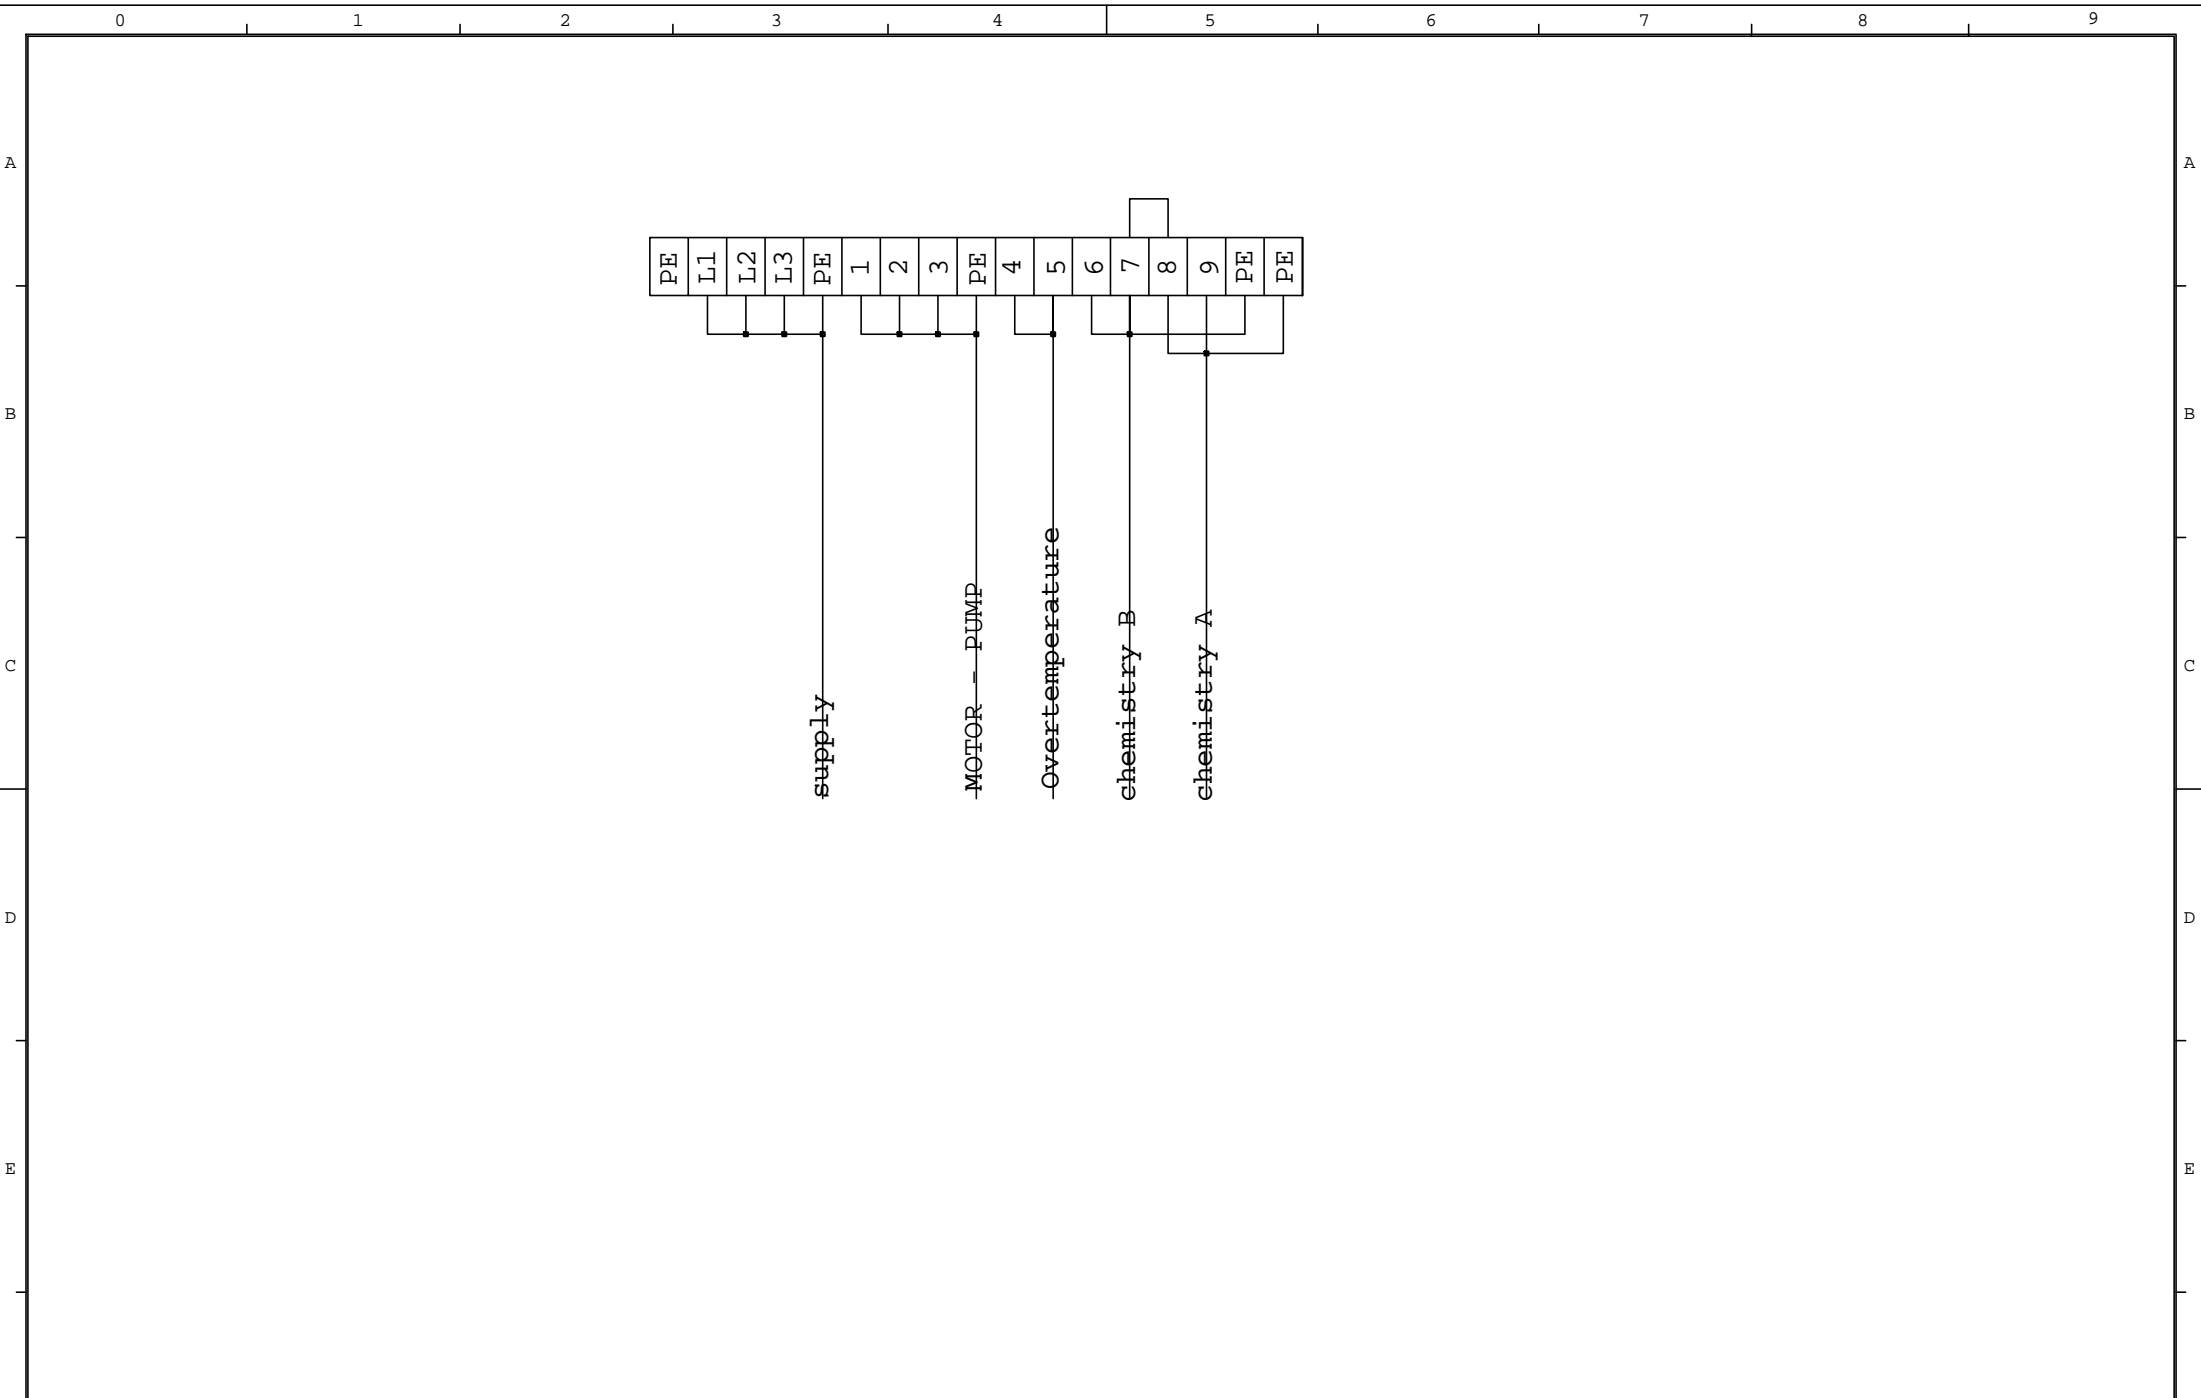 0 1 2 3 4 5 6 7 8 9
A A
PE L1 L2 L3 PE 1 2 3 PE 4 5 6 7 8 9 PE PE
B B
supply
MOTOR - PUMP
Overtemperature
chemistry B
chemistry A
C C
D D
E E